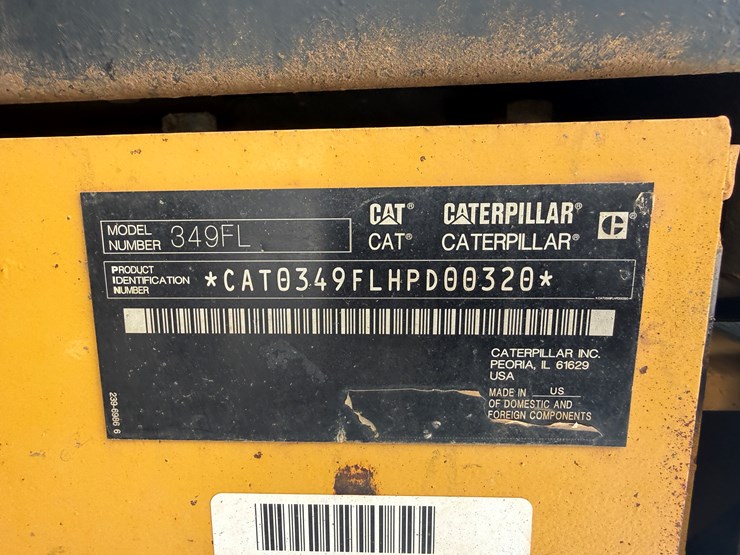 MODEL NUMBER 349FL
CAT® CATERPILLAR®
CAT® CATERPILLAR®
PRODUCT IDENTIFICATION NUMBER *CAT0349FLHPD00320*
CATERPILLAR INC.
PEORIA, IL 61629
USA
MADE IN US
OF DOMESTIC AND
FOREIGN COMPONENTS
239-6986 6